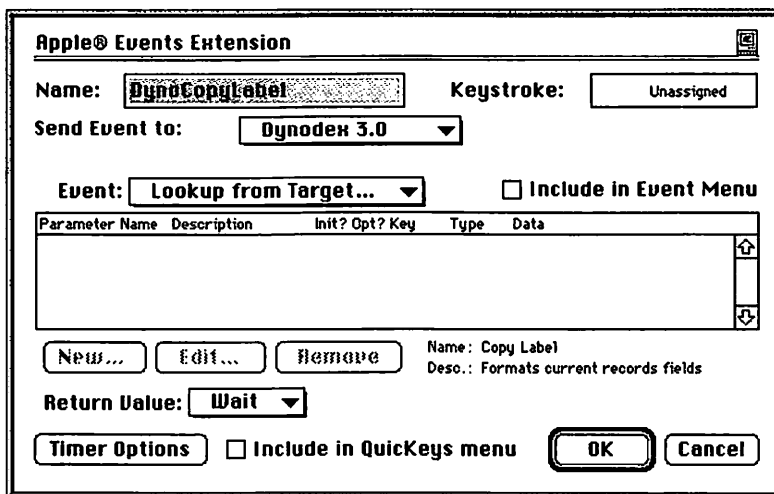 Apple® Events Extension
Name: DynoCopyLabel Keystroke: Unassigned
Send Event to: Dynodex 3.0
Event: Lookup from Target... Include in Event Menu
Parameter Name Description Init? Opt? Key Type Data
New... Edit... Remove Name: Copy Label
Desc.: Formats current records fields
Return Value: Wait
Timer Options Include in QuicKeys menu OK Cancel